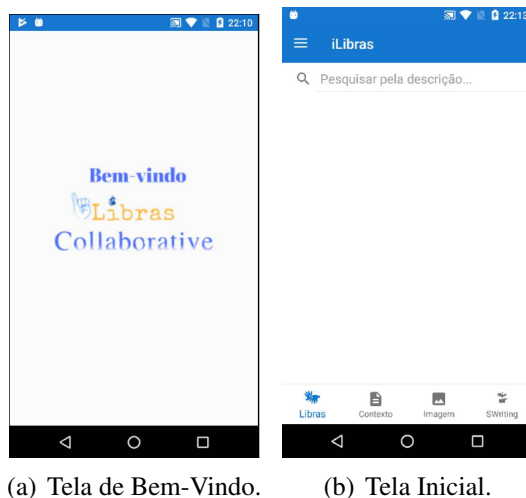 22:10
Bem-vindo
Libras
Collaborative
(a) Tela de Bem-Vindo.
22:13
iLibras
Pesquisar pela descrição...
Libras Contexto Imagem SWriting
(b) Tela Inicial.